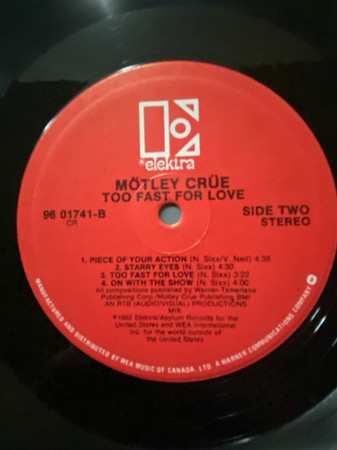 elektra
MÖTLEY CRÜE
TOO FAST FOR LOVE
96 01741-B
CR
SIDE TWO
STEREO
1. PIECE OF YOUR ACTION (N. Sixx/V. Neil) 4:38
2. STARRY EYES (N. Sixx) 4:30
3. TOO FAST FOR LOVE (N. Sixx) 3:22
4. ON WITH THE SHOW (N. Sixx) 4:00
All compositions published by Warner-Tamerlane
Publishing Corp./Motley Crue Publishing BMI
AN RTB (AUDIO/VISUAL) PRODUCTIONS
MIX
℗1982 Elektra/Asylum Records for the
United States and WEA International
Inc. for the world outside of
the United States
MANUFACTURED AND DISTRIBUTED BY WEA MUSIC OF CANADA, LTD. A WARNER COMMUNICATIONS COMPANY